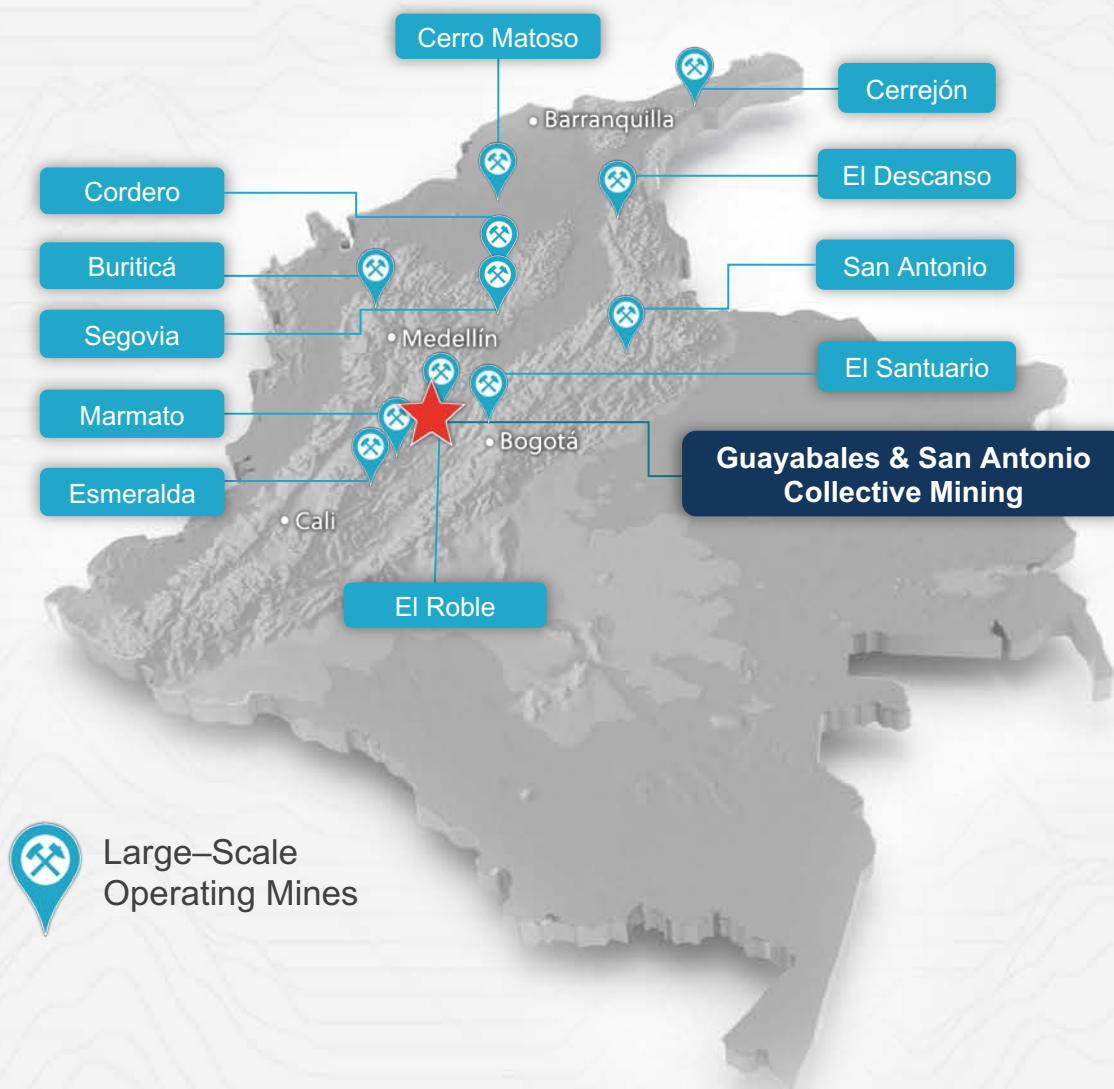 Cerro Matoso
Cerrejón
• Barranquilla
Cordero
El Descanso
Buriticá
San Antonio
Segovia
• Medellín
El Santuario
Marmato
• Bogotá
Guayabales & San Antonio
Collective Mining
Esmeralda
• Cali
El Roble
Large–Scale
Operating Mines